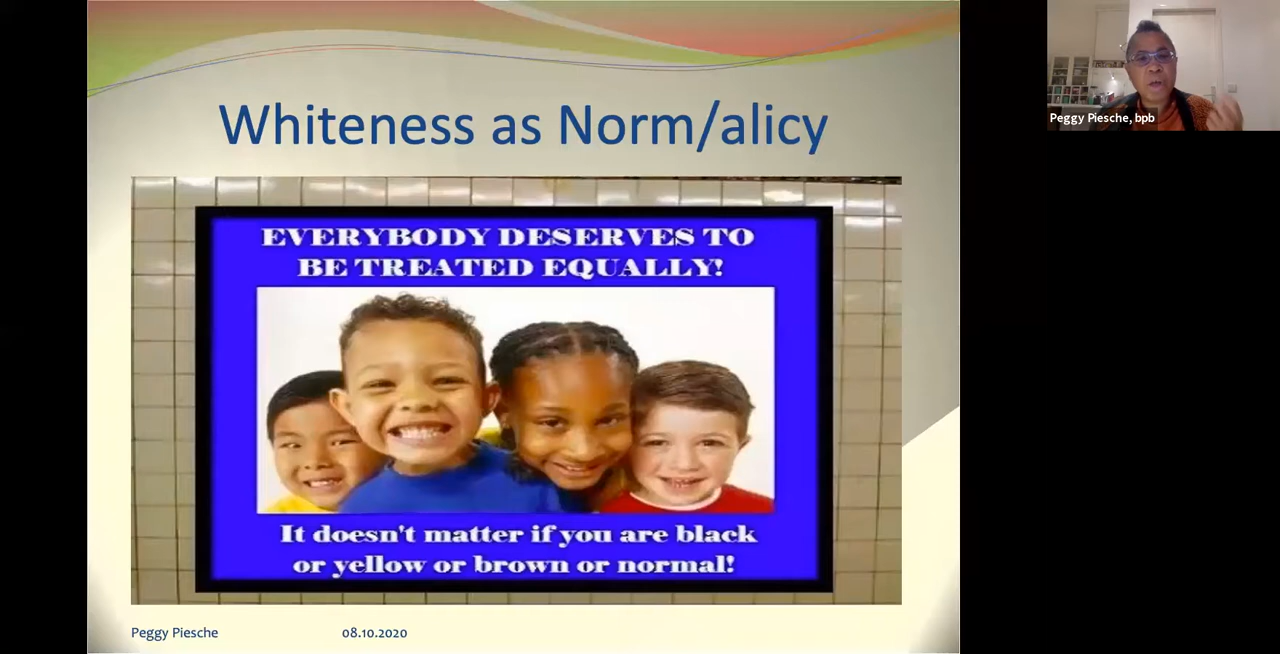 Whiteness as Norm/alicy
EVERYBODY DESERVES TO
BE TREATED EQUALLY!
It doesn't matter if you are black
or yellow or brown or normal!
Peggy Piesche
08.10.2020
Peggy Piesche, bpb